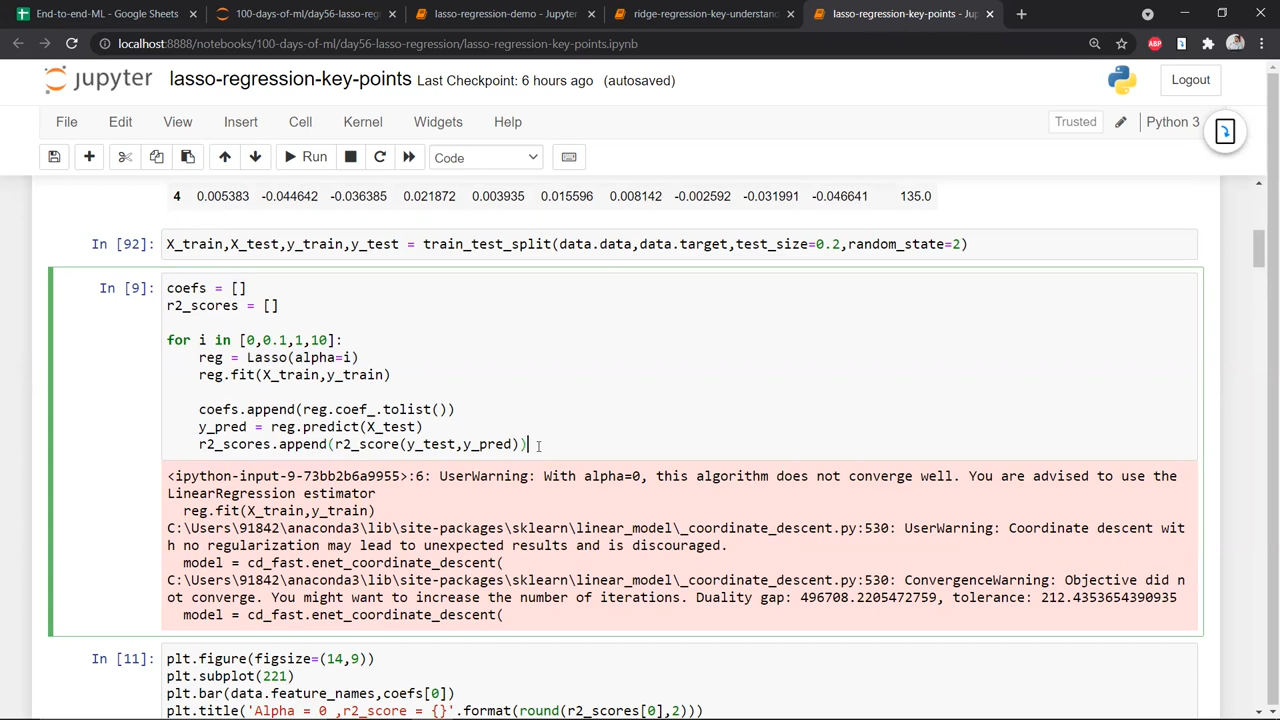 End-to-end-ML - Google Sheets
100-days-of-ml/day56-lasso-regre
lasso-regression-demo - Jupyter
ridge-regression-key-understan
lasso-regression-key-points - Jup
localhost:8888/notebooks/100-days-of-ml/day56-lasso-regression/lasso-regression-key-points.ipynb
ABP
jupyter lasso-regression-key-points Last Checkpoint: 6 hours ago (autosaved)
Logout
File Edit View Insert Cell Kernel Widgets Help
Trusted Python 3
Run Code
4 0.005383 -0.044642 -0.036385 0.021872 0.003935 0.015596 0.008142 -0.002592 -0.031991 -0.046641 135.0
In [92]: X_train,X_test,y_train,y_test = train_test_split(data.data,data.target,test_size=0.2,random_state=2)
In [9]: coefs = []
r2_scores = []
for i in [0,0.1,1,10]:
    reg = Lasso(alpha=i)
    reg.fit(X_train,y_train)
    coefs.append(reg.coef_.tolist())
    y_pred = reg.predict(X_test)
    r2_scores.append(r2_score(y_test,y_pred))
<ipython-input-9-73bb2b6a9955>:6: UserWarning: With alpha=0, this algorithm does not converge well. You are advised to use the
LinearRegression estimator
  reg.fit(X_train,y_train)
C:\Users\91842\anaconda3\lib\site-packages\sklearn\linear_model\_coordinate_descent.py:530: UserWarning: Coordinate descent wit
h no regularization may lead to unexpected results and is discouraged.
  model = cd_fast.enet_coordinate_descent(
C:\Users\91842\anaconda3\lib\site-packages\sklearn\linear_model\_coordinate_descent.py:530: ConvergenceWarning: Objective did n
ot converge. You might want to increase the number of iterations. Duality gap: 496708.2205472759, tolerance: 212.4353654390935
  model = cd_fast.enet_coordinate_descent(
In [11]: plt.figure(figsize=(14,9))
plt.subplot(221)
plt.bar(data.feature_names,coefs[0])
plt.title('Alpha = 0 ,r2_score = {}'.format(round(r2_scores[0],2)))